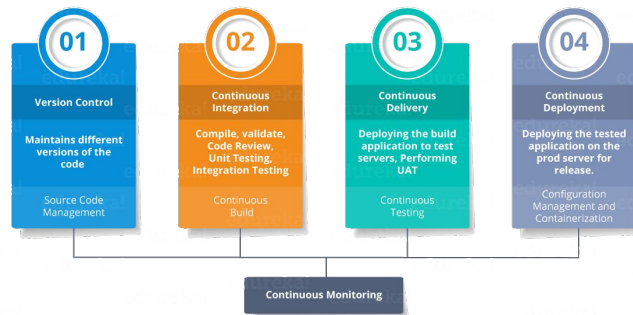 01
Version Control
Maintains different
versions of the
code
Source Code
Management
02
Continuous
Integration
Compile, validate,
Code Review,
Unit Testing,
Integration Testing
Continuous
Build
03
Continuous
Delivery
Deploying the build
application to test
servers, Performing
UAT
Continuous
Testing
04
Continuous
Deployment
Deploying the tested
application on the
prod server for
release.
Configuration
Management and
Containerization
Continuous Monitoring
edureka!